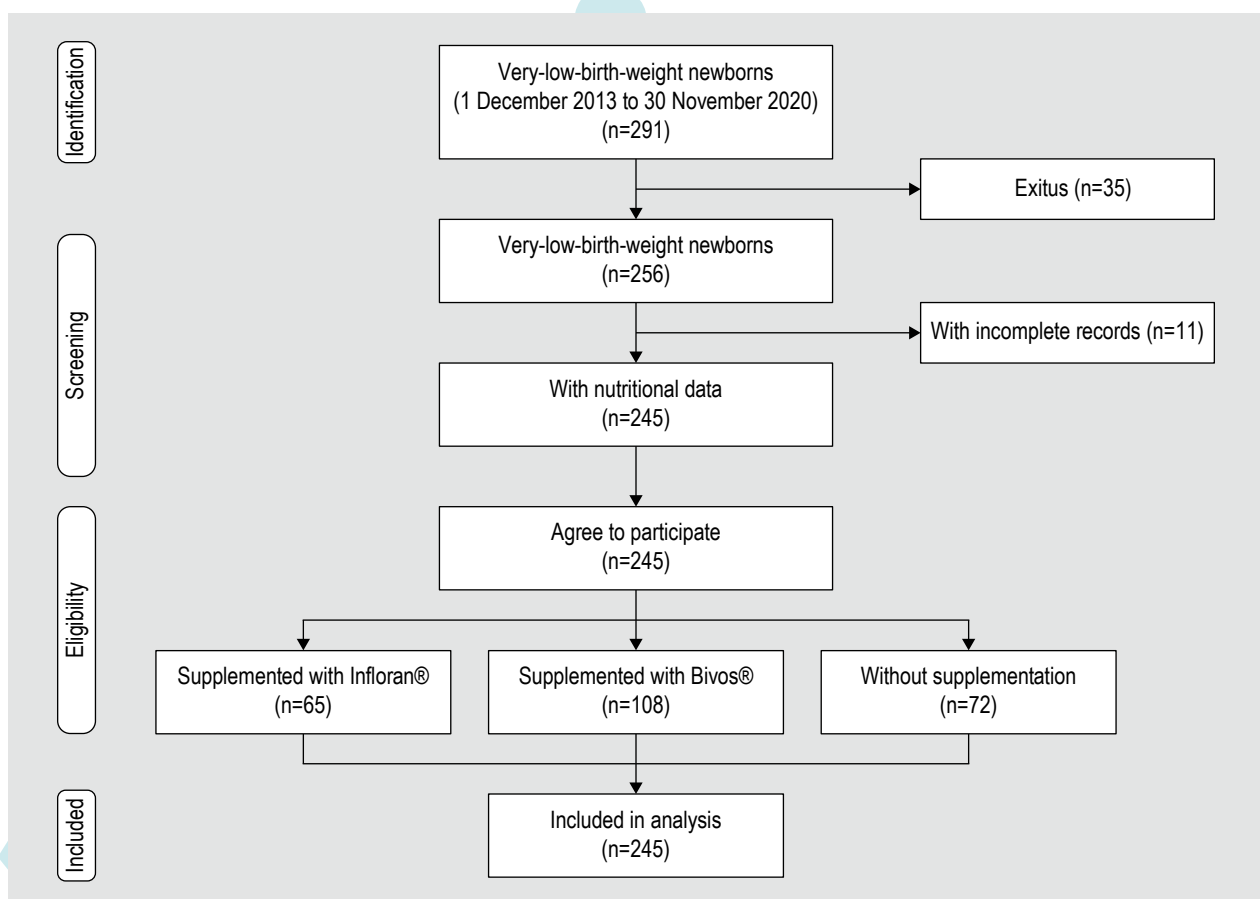 Identification
Very-low-birth-weight newborns
(1 December 2013 to 30 November 2020)
(n=291)
Exitus (n=35)
Screening
Very-low-birth-weight newborns
(n=256)
With incomplete records (n=11)
With nutritional data
(n=245)
Eligibility
Agree to participate
(n=245)
Supplemented with Infloran®
(n=65)
Supplemented with Bivos®
(n=108)
Without supplementation
(n=72)
Included
Included in analysis
(n=245)